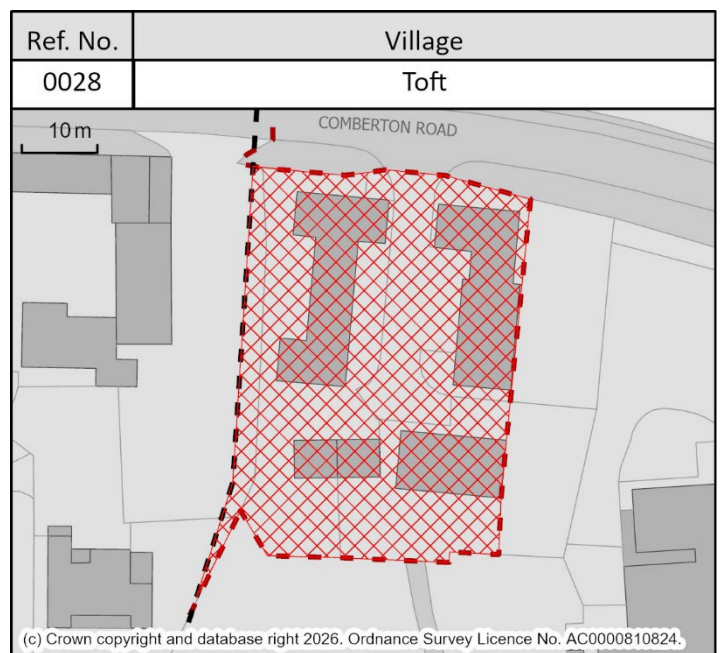 Ref. No. Village
0028 Toft
10 m
COMBERTON ROAD
(c) Crown copyright and database right 2026. Ordnance Survey Licence No. AC0000810824.